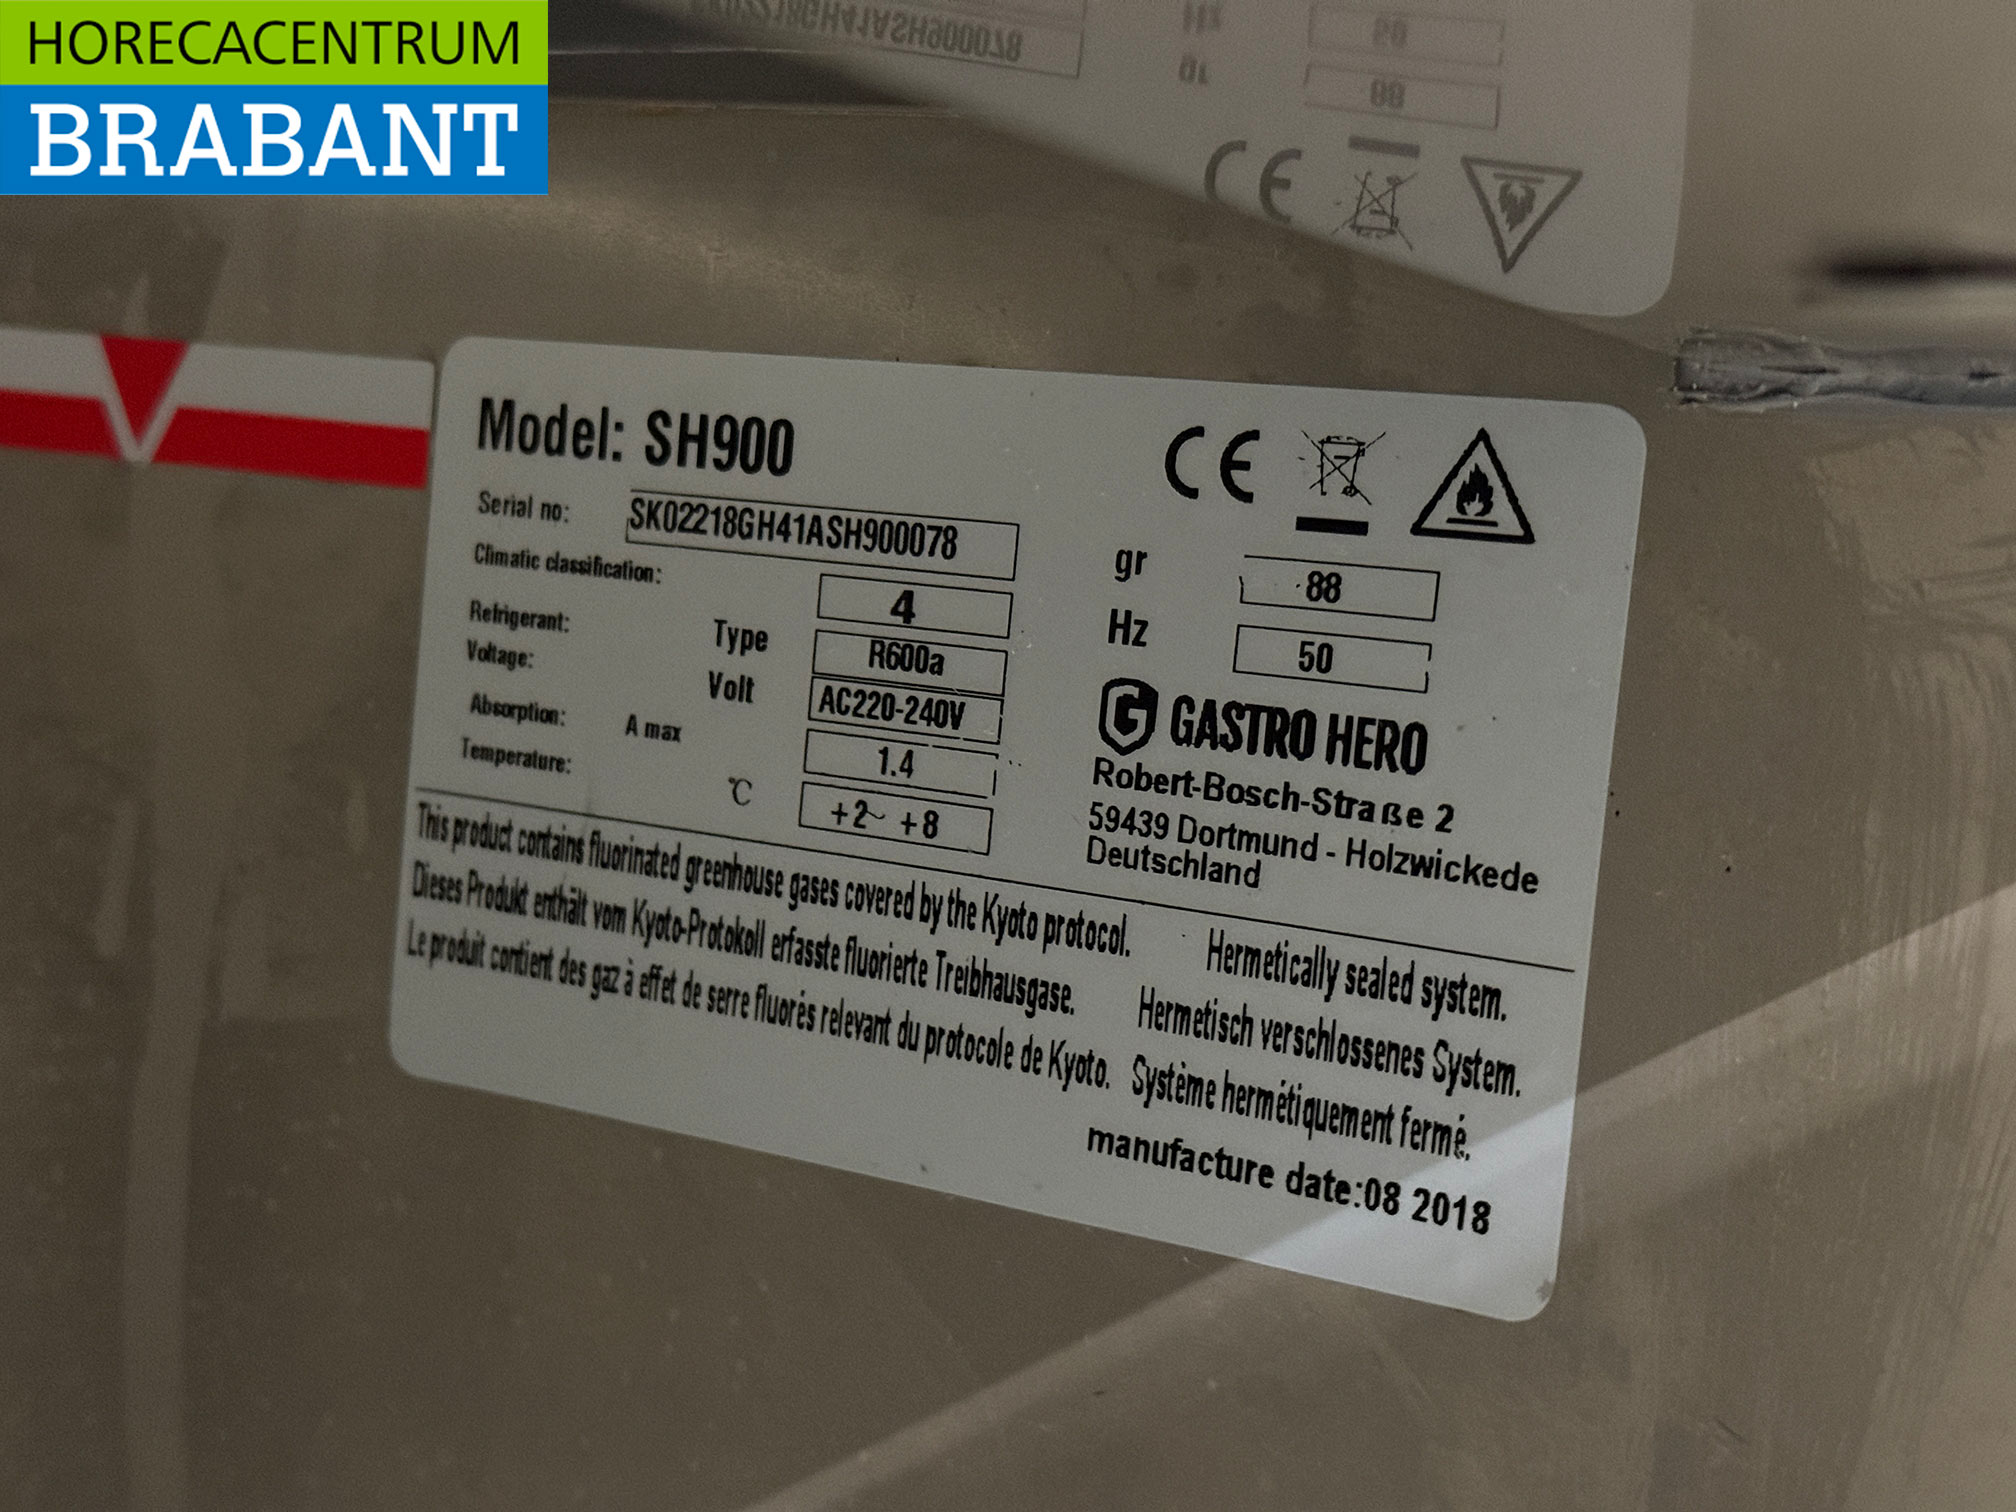 HORECACENTRUM
BRABANT
Model: SH900
Serial no: SK02218GH41ASH900078
Climatic classification: 4
Refrigerant: Type R600a
Voltage: Volt AC220-240V
Absorption: A max 1.4
Temperature: °C +2~ +8
CE
gr 88
Hz 50
GASTRO HERO
Robert-Bosch-Straße 2
59439 Dortmund - Holzwickede
Deutschland
This product contains fluorinated greenhouse gases covered by the Kyoto protocol. Hermetically sealed system.
Dieses Produkt enthält vom Kyoto-Protokoll erfasste fluorierte Treibhausgase. Hermetisch verschlossenes System.
Le produit contient des gaz à effet de serre fluorés relevant du protocole de Kyoto. Système hermétiquement fermé.
manufacture date:08 2018